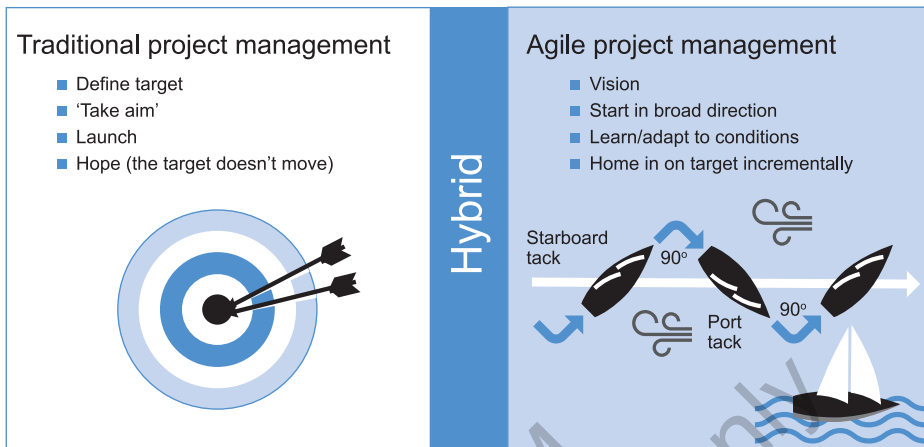 Traditional project management
Define target
‘Take aim’
Launch
Hope (the target doesn’t move)
Hybrid
Agile project management
Vision
Start in broad direction
Learn/adapt to conditions
Home in on target incrementally
Starboard
tack
90°
Port
tack
90°
only